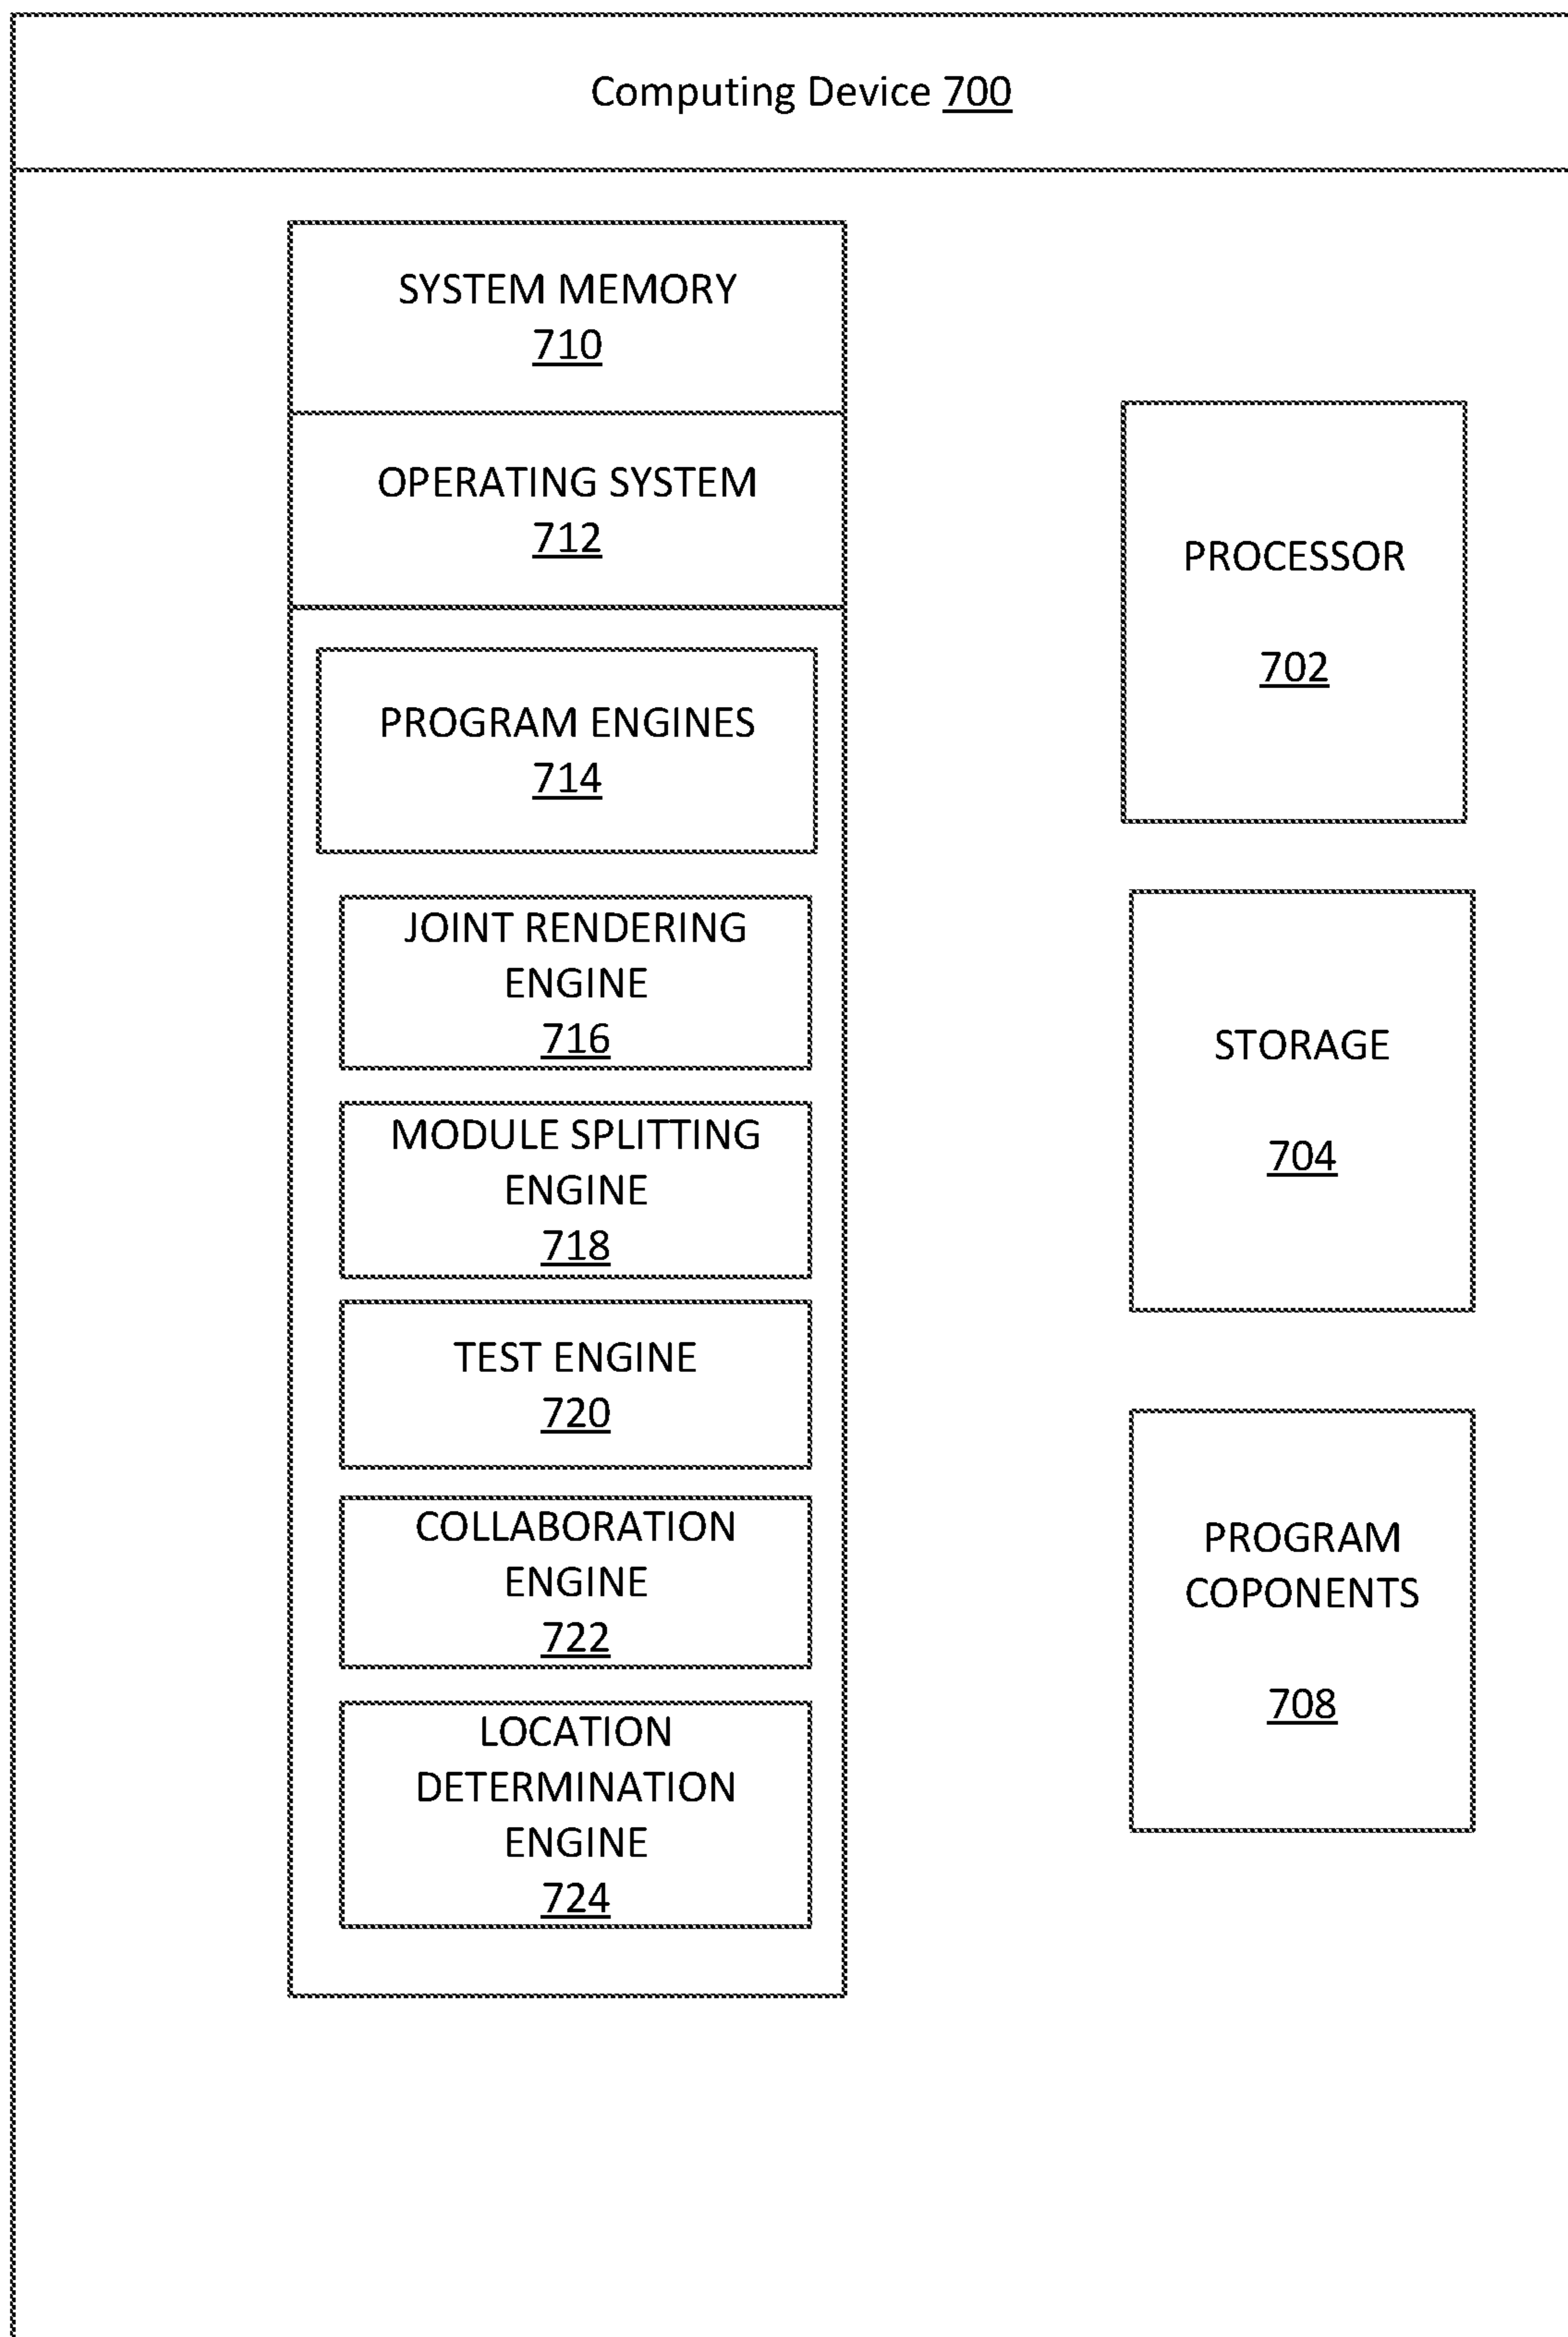 Computing Device 700
SYSTEM MEMORY
710
OPERATING SYSTEM
712
PROGRAM ENGINES
714
JOINT RENDERING
ENGINE
716
MODULE SPLITTING
ENGINE
718
TEST ENGINE
720
COLLABORATION
ENGINE
722
LOCATION
DETERMINATION
ENGINE
724
PROCESSOR
702
STORAGE
704
PROGRAM
COPONENTS
708